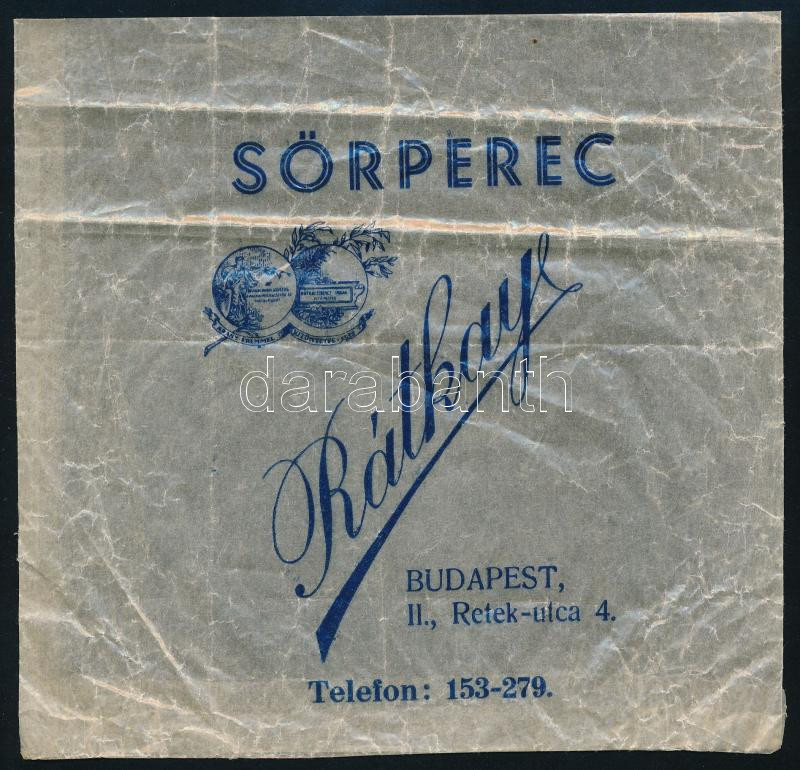 SÖRPEREC
Ráthay
darabanth
BUDAPEST,
II., Retek-utca 4.
Telefon: 153-279.